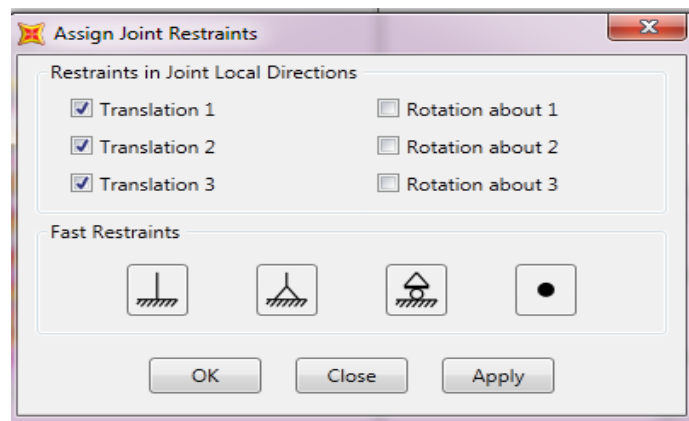 Assign Joint Restraints
Restraints in Joint Local Directions
Translation 1 Rotation about 1
Translation 2 Rotation about 2
Translation 3 Rotation about 3
Fast Restraints
OK Close Apply